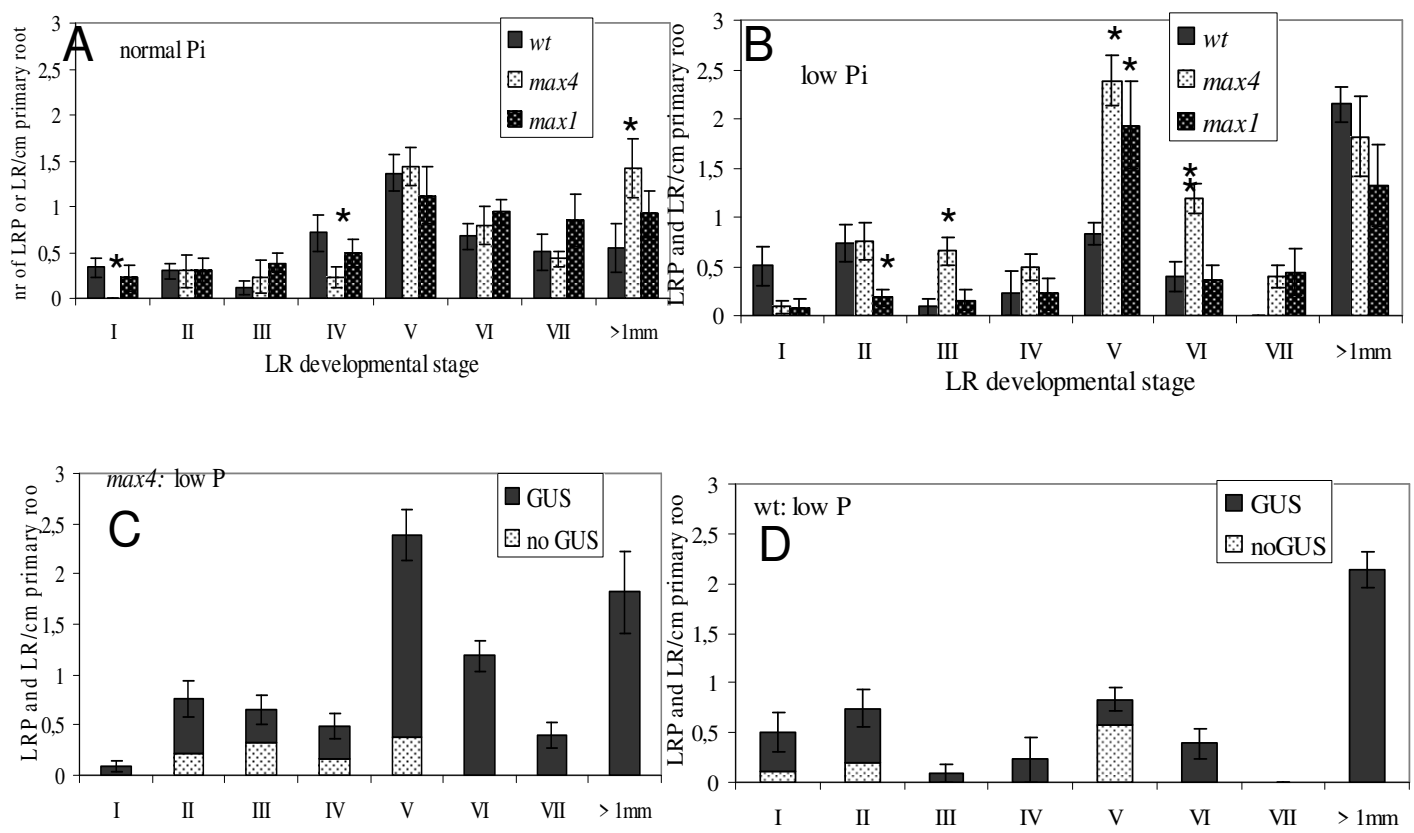 A
normal Pi
wt
max4
max1
nr of LRP or LR/cm primary root
3
2,5
2
1,5
1
0,5
0
*
*
*
I II III IV V VI VII >1mm
LR developmental stage
B
low Pi
wt
max4
max1
LRP and LR/cm primary roo
3
2,5
2
1,5
1
0,5
0
*
*
*
*
*
*
I II III IV V VI VII >1mm
LR developmental stage
max4: low P
C
GUS
no GUS
LRP and LR/cm primary roo
3
2,5
2
1,5
1
0,5
0
I II III IV V VI VII > 1mm
wt: low P
D
GUS
noGUS
LRP and LR/cm primary roo
3
2,5
2
1,5
1
0,5
0
I II III IV V VI VII > 1mm